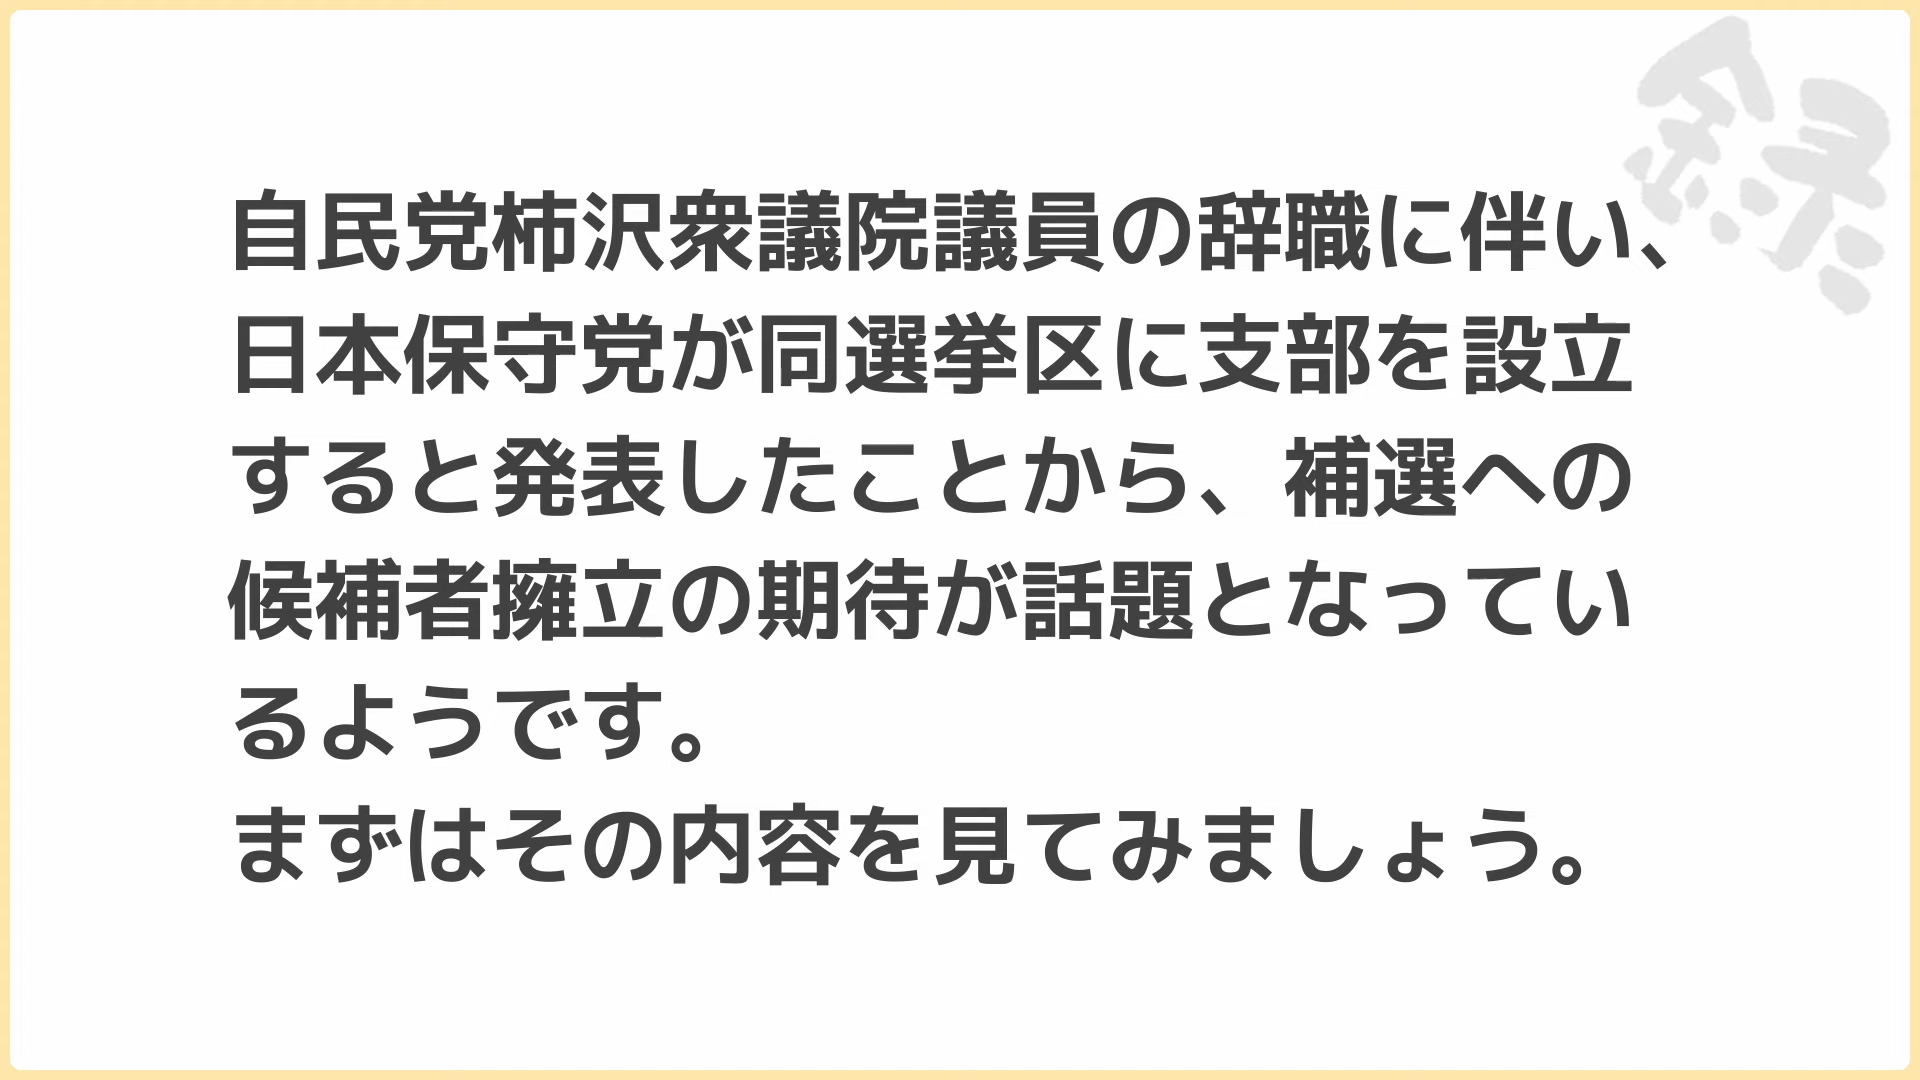 録
自民党柿沢衆議院議員の辞職に伴い、
日本保守党が同選挙区に支部を設立
すると発表したことから、補選への
候補者擁立の期待が話題となってい
るようです。
まずはその内容を見てみましょう。